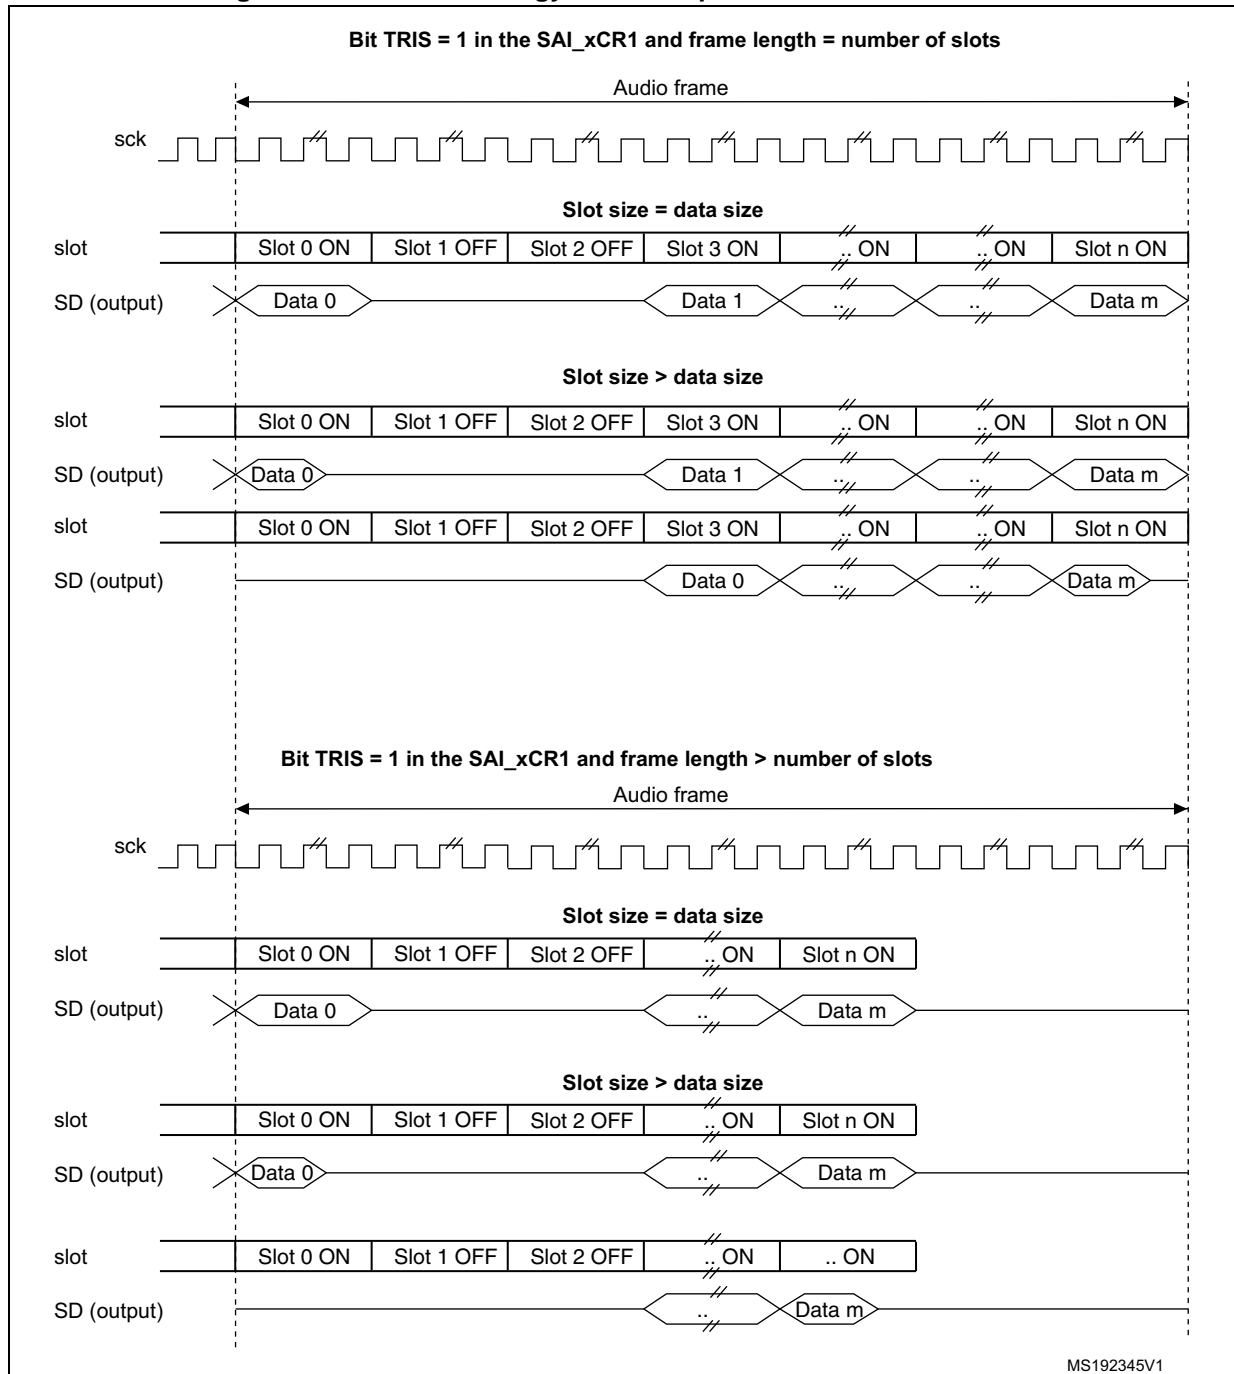 Bit TRIS = 1 in the SAI_xCR1 and frame length = number of slots
Audio frame
sck
Slot size = data size
slot Slot 0 ON Slot 1 OFF Slot 2 OFF Slot 3 ON .. ON .. ON Slot n ON
SD (output) Data 0 Data 1 .. .. Data m
Slot size > data size
slot Slot 0 ON Slot 1 OFF Slot 2 OFF Slot 3 ON .. ON .. ON Slot n ON
SD (output) Data 0 Data 1 .. .. Data m
slot Slot 0 ON Slot 1 OFF Slot 2 OFF Slot 3 ON .. ON .. ON Slot n ON
SD (output) Data 0 .. .. Data m
Bit TRIS = 1 in the SAI_xCR1 and frame length > number of slots
Audio frame
sck
Slot size = data size
slot Slot 0 ON Slot 1 OFF Slot 2 OFF .. ON Slot n ON
SD (output) Data 0 .. Data m
Slot size > data size
slot Slot 0 ON Slot 1 OFF Slot 2 OFF .. ON Slot n ON
SD (output) Data 0 .. Data m
slot Slot 0 ON Slot 1 OFF Slot 2 OFF .. ON .. ON
SD (output) .. Data m
MS192345V1